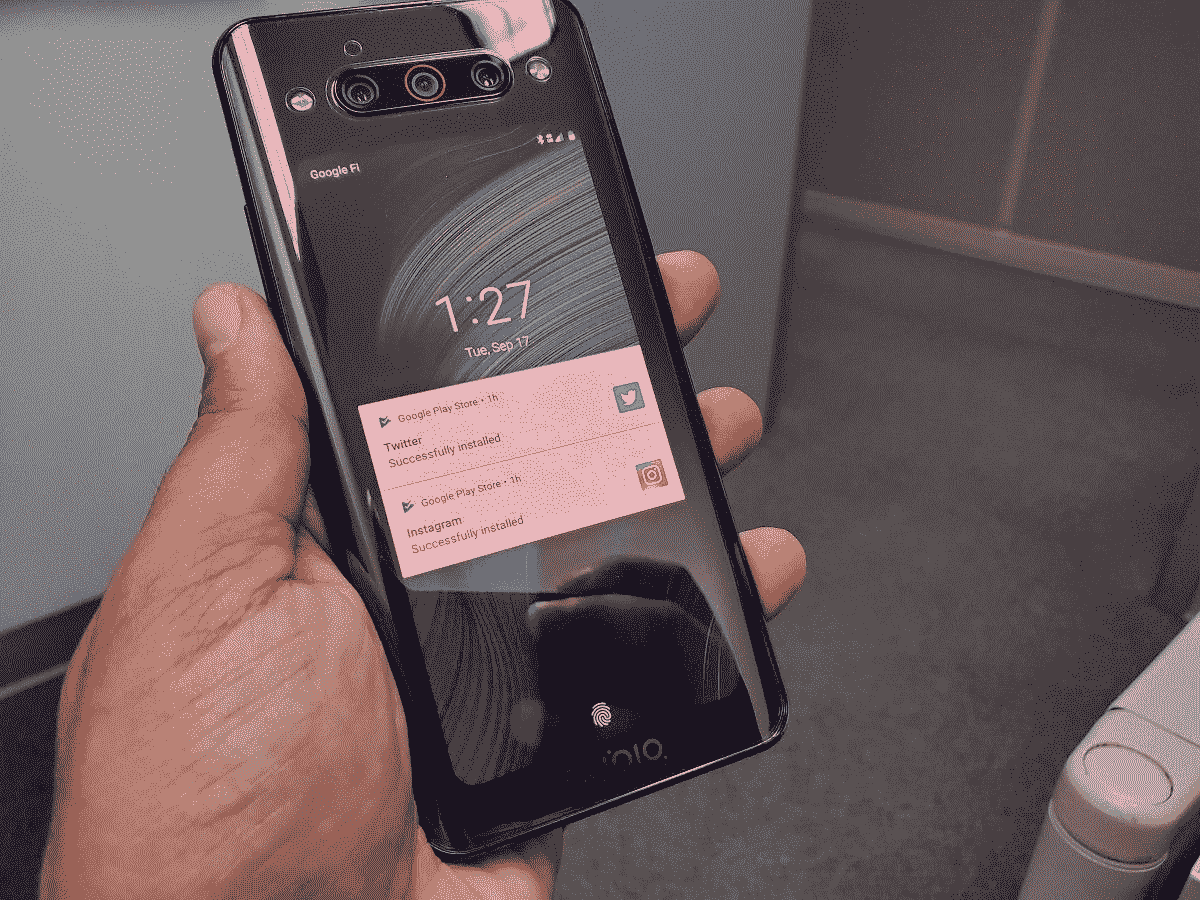 Google Fi
1:27
Tue, Sep 17
Google Play Store • 1h
Twitter
Successfully installed
Google Play Store • 1h
Instagram
Successfully installed